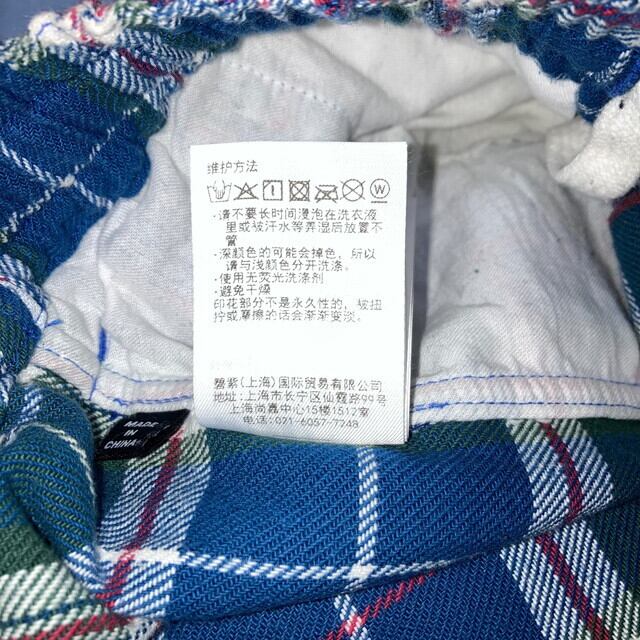 维护方法
W
·请不要长时间浸泡在洗衣液
里或被汗水等弄湿后放置不
管
·深颜色的可能会掉色，所以
请与浅颜色分开洗涤。
·使用无荧光洗涤剂
·避免干燥
印花部分不是永久性的，被扭
拧或摩擦的话会渐渐变淡。
碧紫(上海)国际贸易有限公司
地址:上海市长宁区仙霞路99号
上海尚嘉中心15楼1512室
电话:021-6057-7248
MADE
IN
CHINA